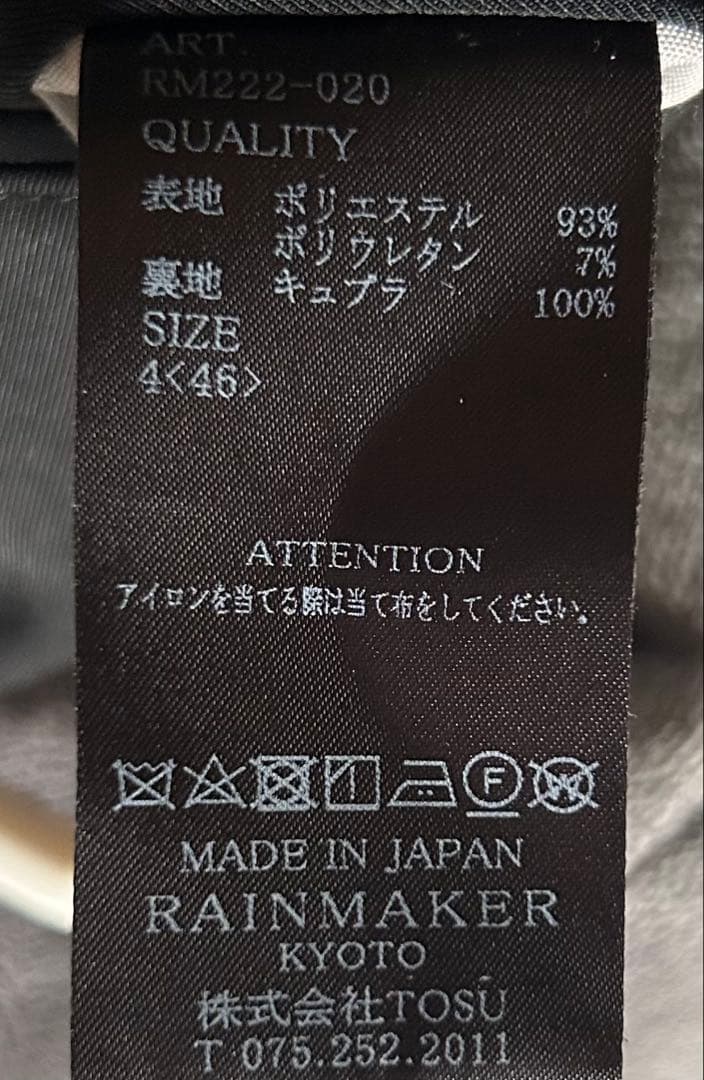 ART.
RM222-020
QUALITY
表地 ポリエステル 93%
ポリウレタン 7%
裏地 キュプラ 100%
SIZE
4<46>
ATTENTION
アイロンを当てる際は当て布をしてください。
F W
MADE IN JAPAN
RAINMAKER
KYOTO
株式会社TOSU
T 075.252.2011